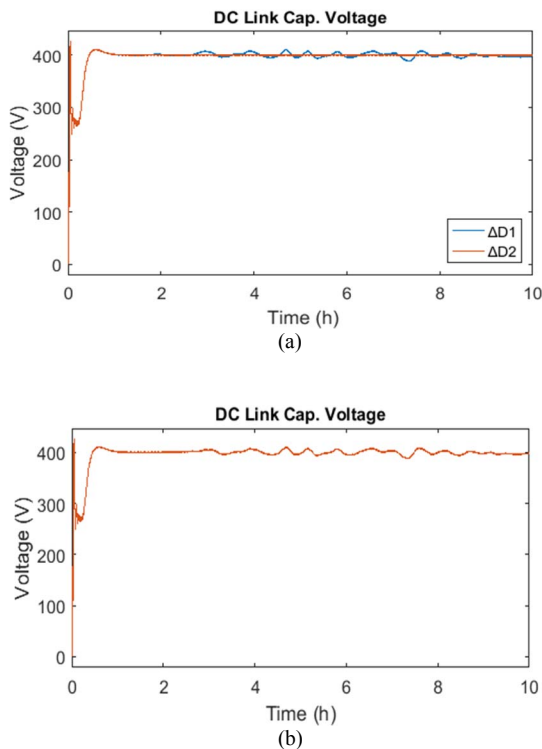 DC Link Cap. Voltage
Voltage (V)
400
300
200
100
0
ΔD1
ΔD2
0 2 4 6 8 10
Time (h)
(a)
DC Link Cap. Voltage
Voltage (V)
400
300
200
100
0
0 2 4 6 8 10
Time (h)
(b)